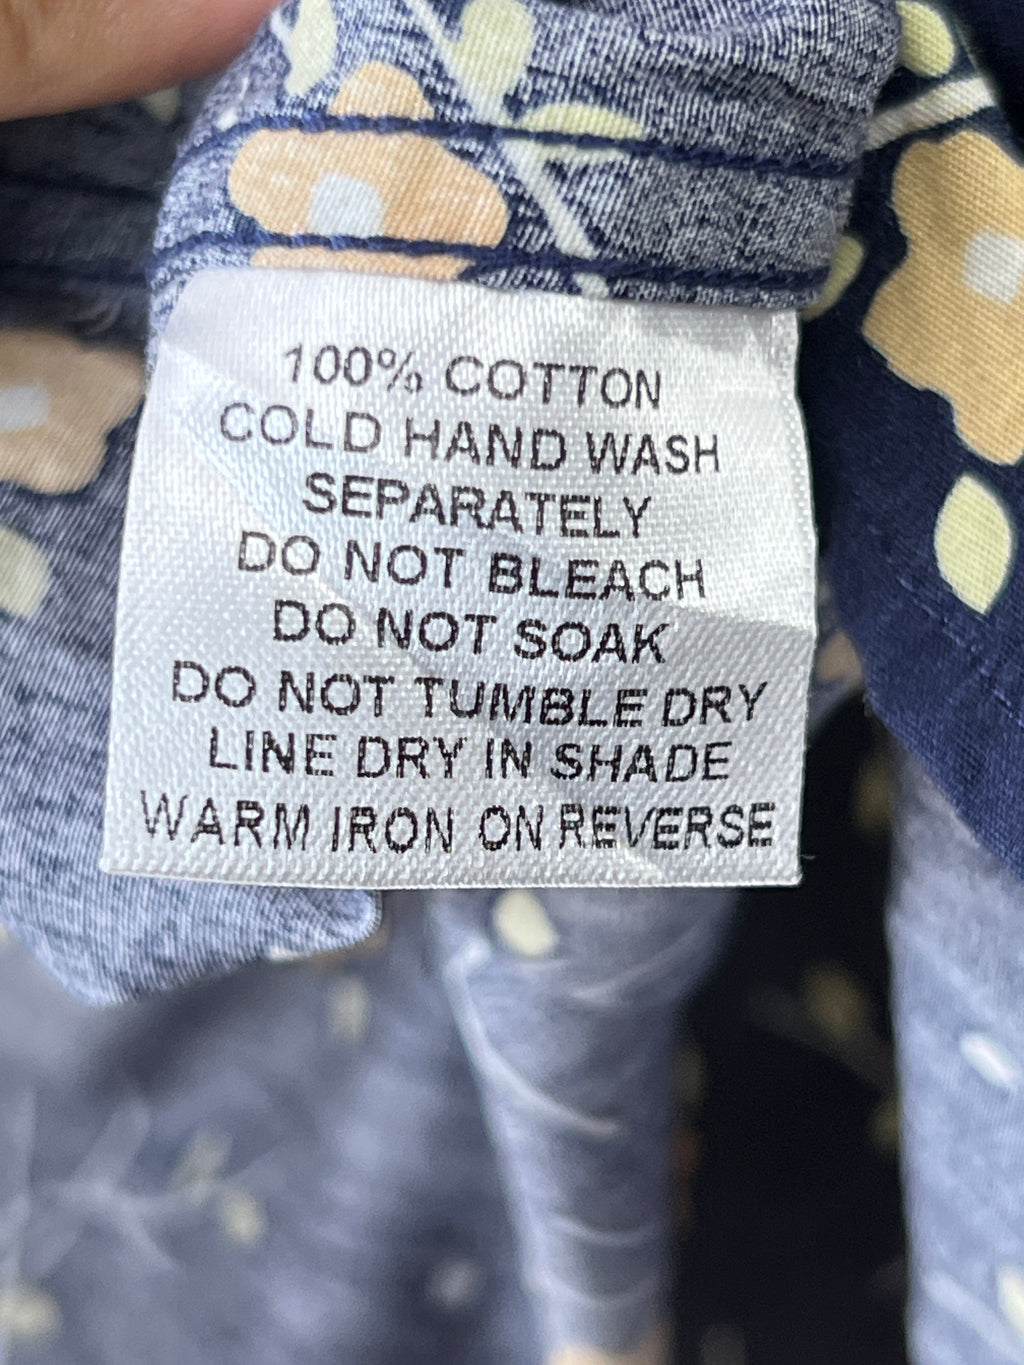 100% COTTON
COLD HAND WASH
SEPARATELY
DO NOT BLEACH
DO NOT SOAK
DO NOT TUMBLE DRY
LINE DRY IN SHADE
WARM IRON ON REVERSE